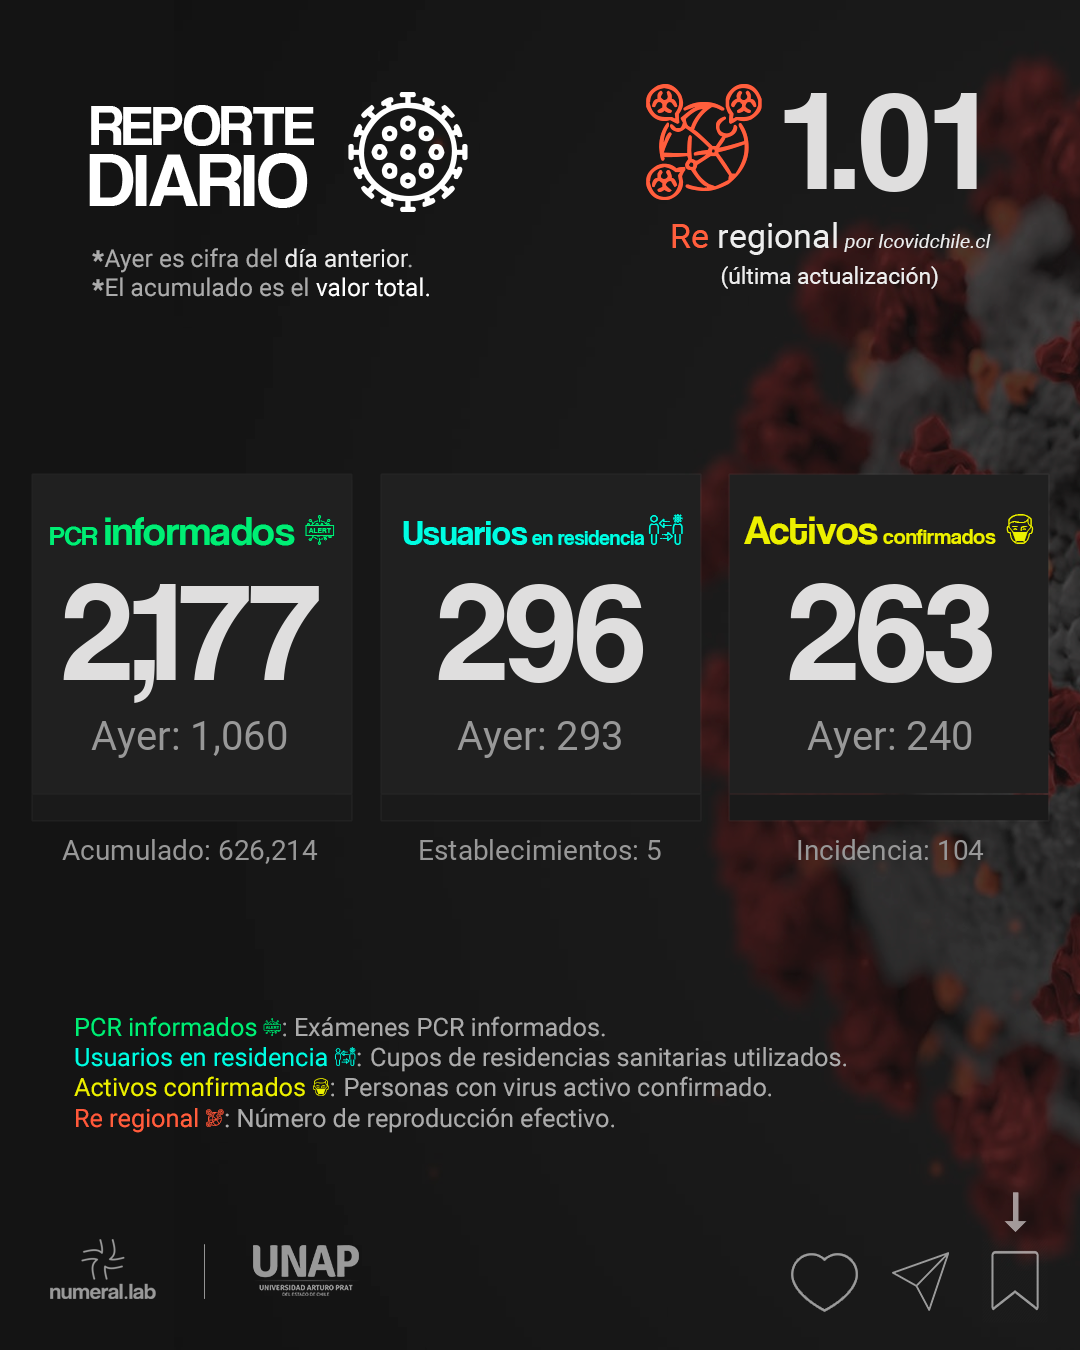 REPORTE
DIARIO
*Ayer es cifra del día anterior.
*El acumulado es el valor total.
1.01
Re regional por Icovidchile.cl
(última actualización)
PCR informados
ALERT
2,177
Ayer: 1,060
Acumulado: 626,214
Usuarios en residencia
296
Ayer: 293
Establecimientos: 5
Activos confirmados
263
Ayer: 240
Incidencia: 104
PCR informados : Exámenes PCR informados.
Usuarios en residencia : Cupos de residencias sanitarias utilizados.
Activos confirmados : Personas con virus activo confirmado.
Re regional : Número de reproducción efectivo.
numeral.lab
UNAP
UNIVERSIDAD ARTURO PRAT
DEL ESTADO DE CHILE